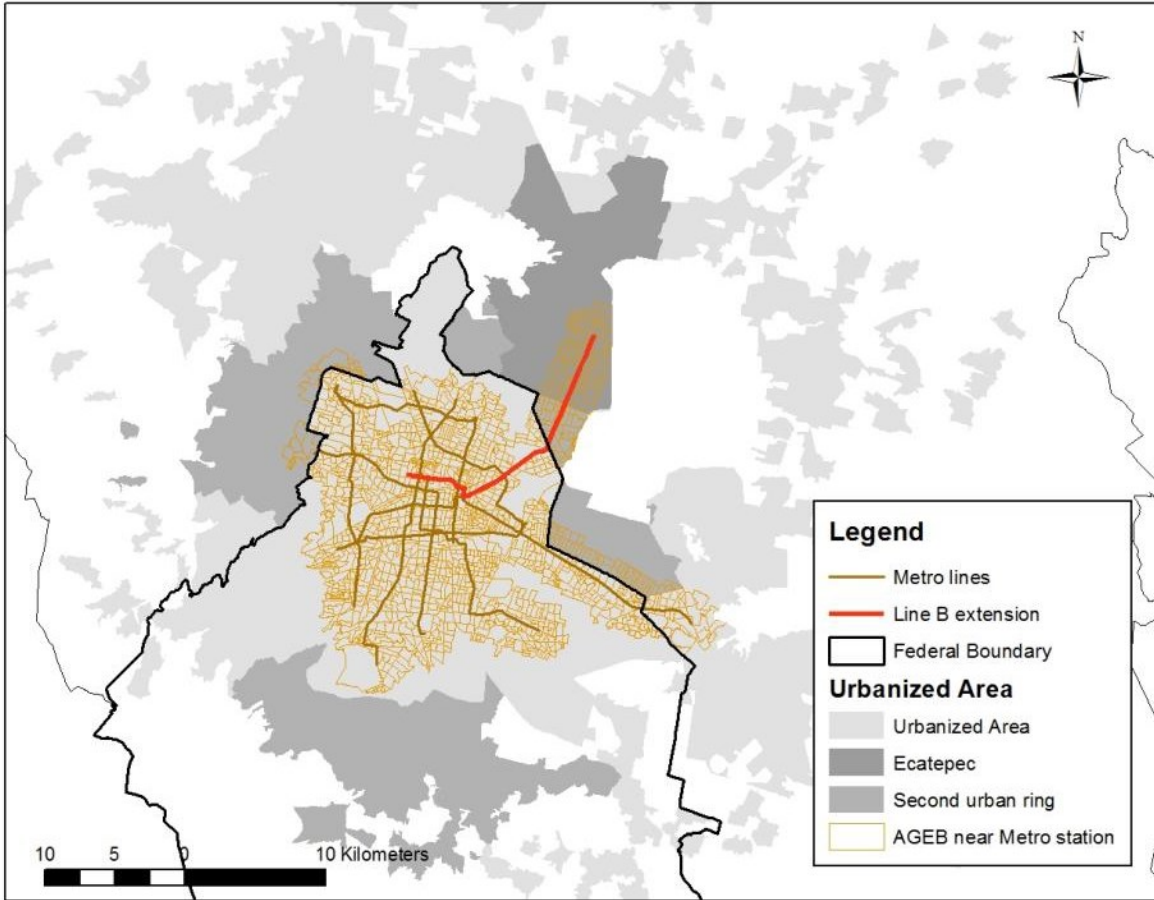 N
Legend
Metro lines
Line B extension
Federal Boundary
Urbanized Area
Urbanized Area
Ecatepec
Second urban ring
AGEB near Metro station
10 5 0 10 Kilometers